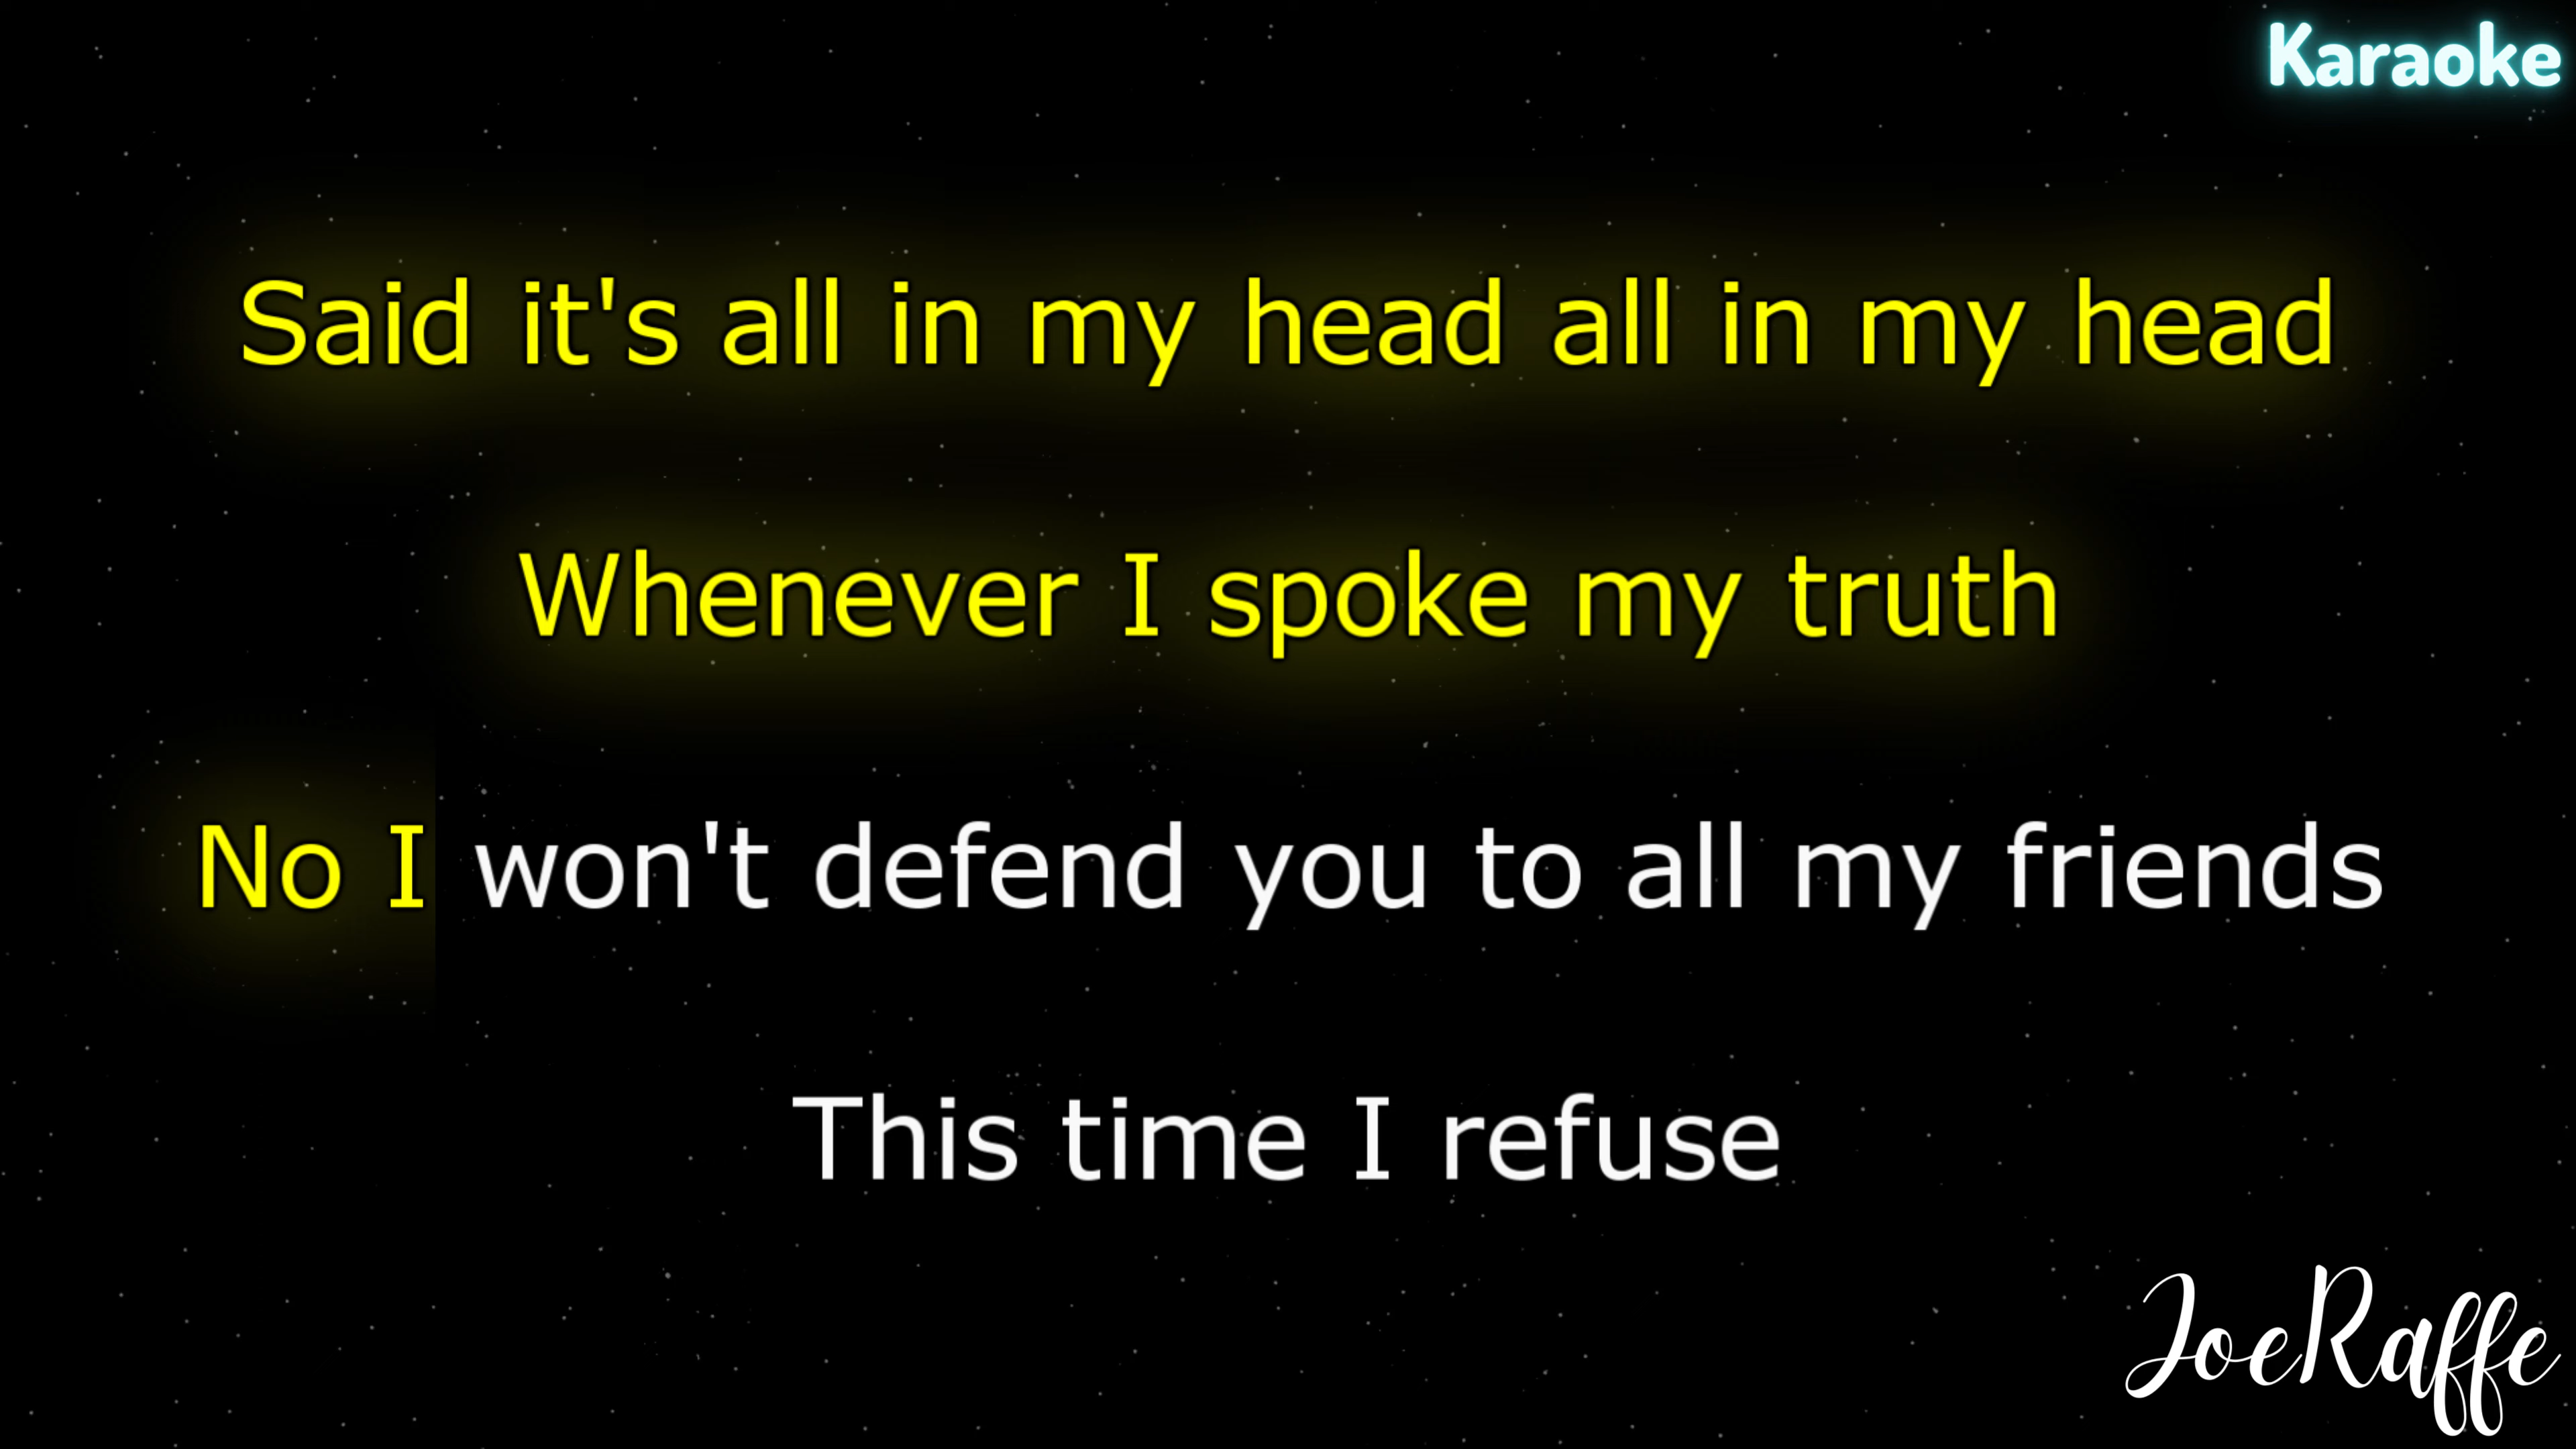 Karaoke
Said it's all in my head all in my head
Whenever I spoke my truth
No I won't defend you to all my friends
This time I refuse
JoeRaffe